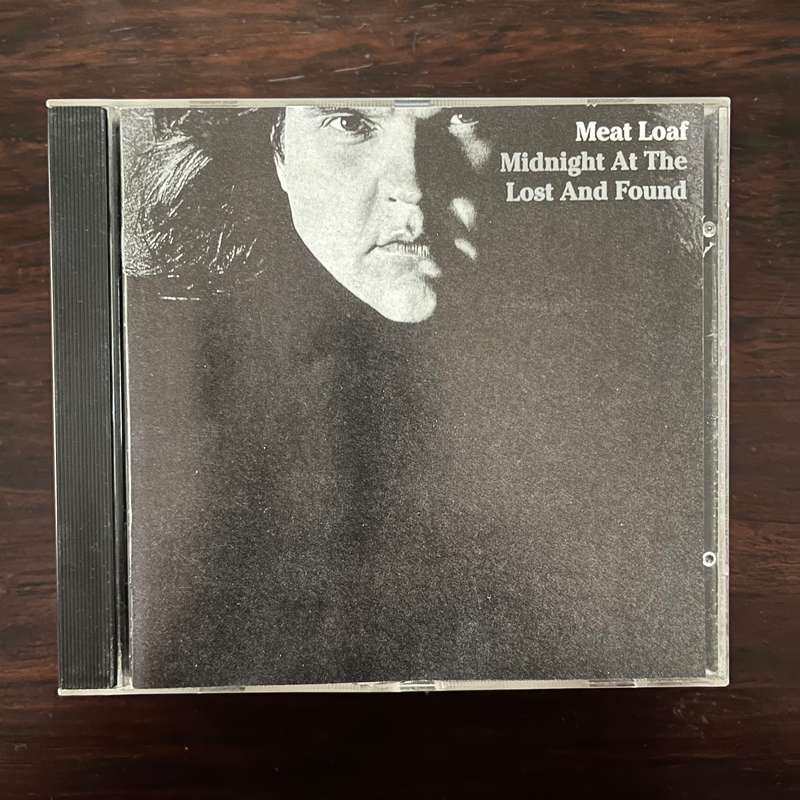 Meat Loaf
Midnight At The
Lost And Found